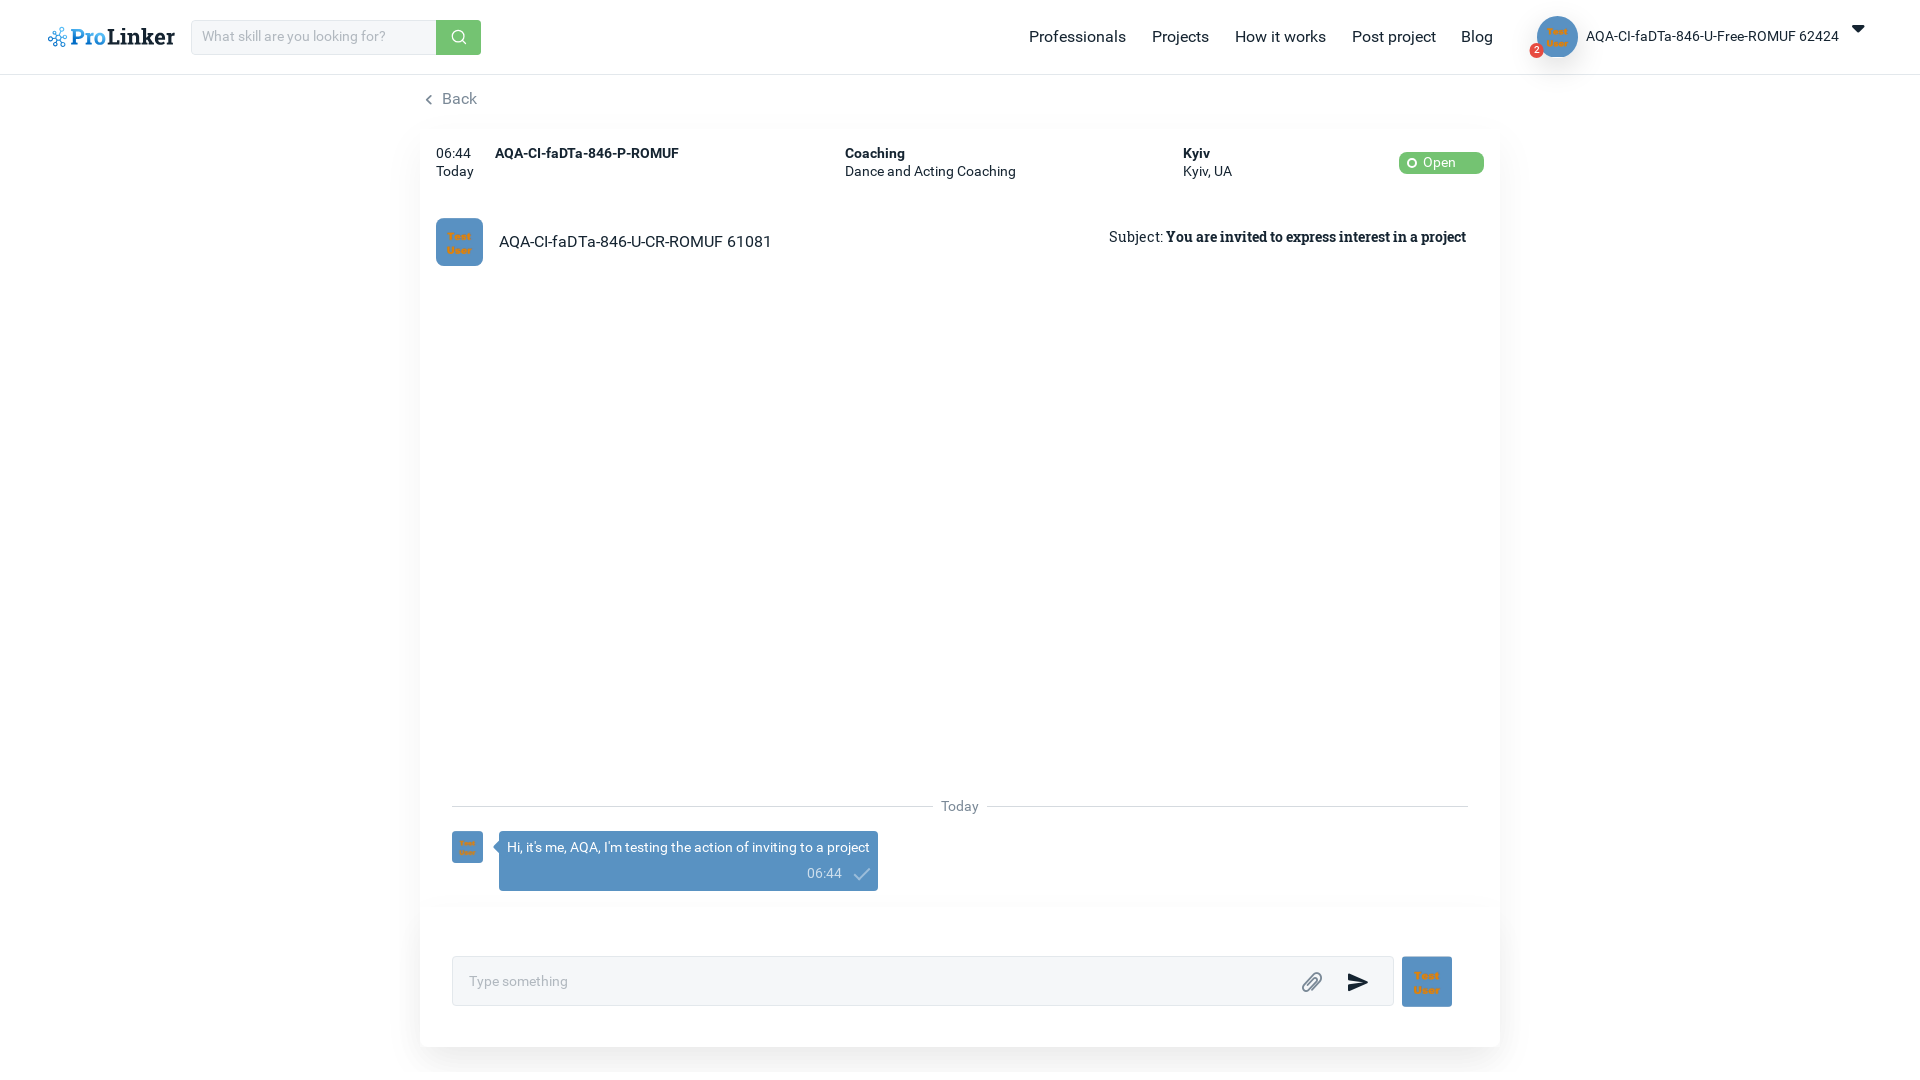 ProLinker
What skill are you looking for?
Professionals
Projects
How it works
Post project
Blog
Test
User
2
AQA-CI-faDTa-846-U-Free-ROMUF 62424
Back
06:44
Today
AQA-CI-faDTa-846-P-ROMUF
Coaching
Dance and Acting Coaching
Kyiv
Kyiv, UA
Open
Test
User
AQA-CI-faDTa-846-U-CR-ROMUF 61081
Subject: You are invited to express interest in a project
Today
Test
User
Hi, it's me, AQA, I'm testing the action of inviting to a project
06:44
Type something
Test
User